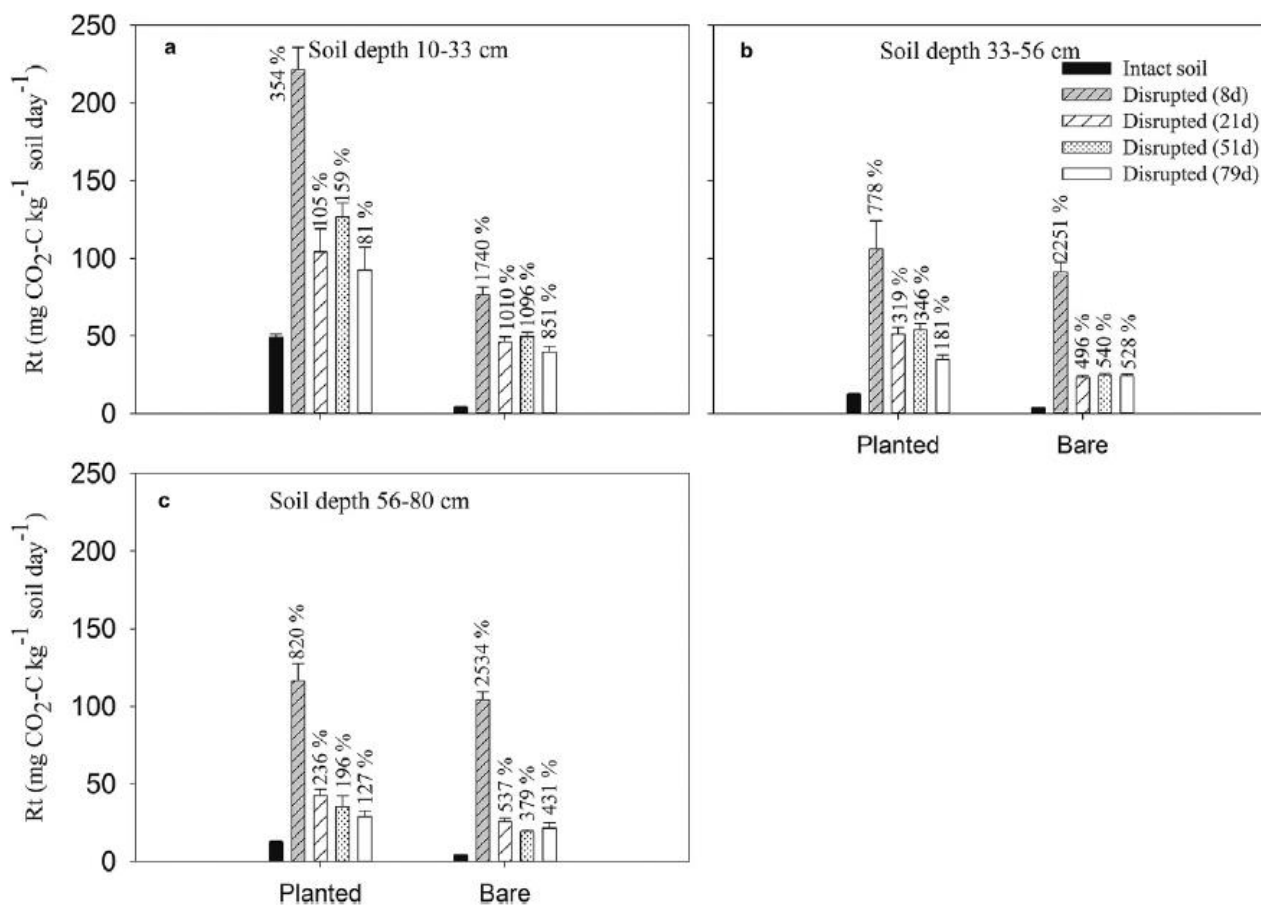 a
Soil depth 10-33 cm
Rt (mg CO2-C kg-1 soil day-1)
250
200
150
100
50
0
354 %
105 %
159 %
81 %
1740 %
1010 %
1096 %
851 %
b
Soil depth 33-56 cm
Intact soil
Disrupted (8d)
Disrupted (21d)
Disrupted (51d)
Disrupted (79d)
778 %
319 %
346 %
181 %
2251 %
496 %
540 %
528 %
Planted
Bare
c
Soil depth 56-80 cm
Rt (mg CO2-C kg-1 soil day-1)
250
200
150
100
50
0
820 %
236 %
196 %
127 %
2534 %
537 %
379 %
431 %
Planted
Bare